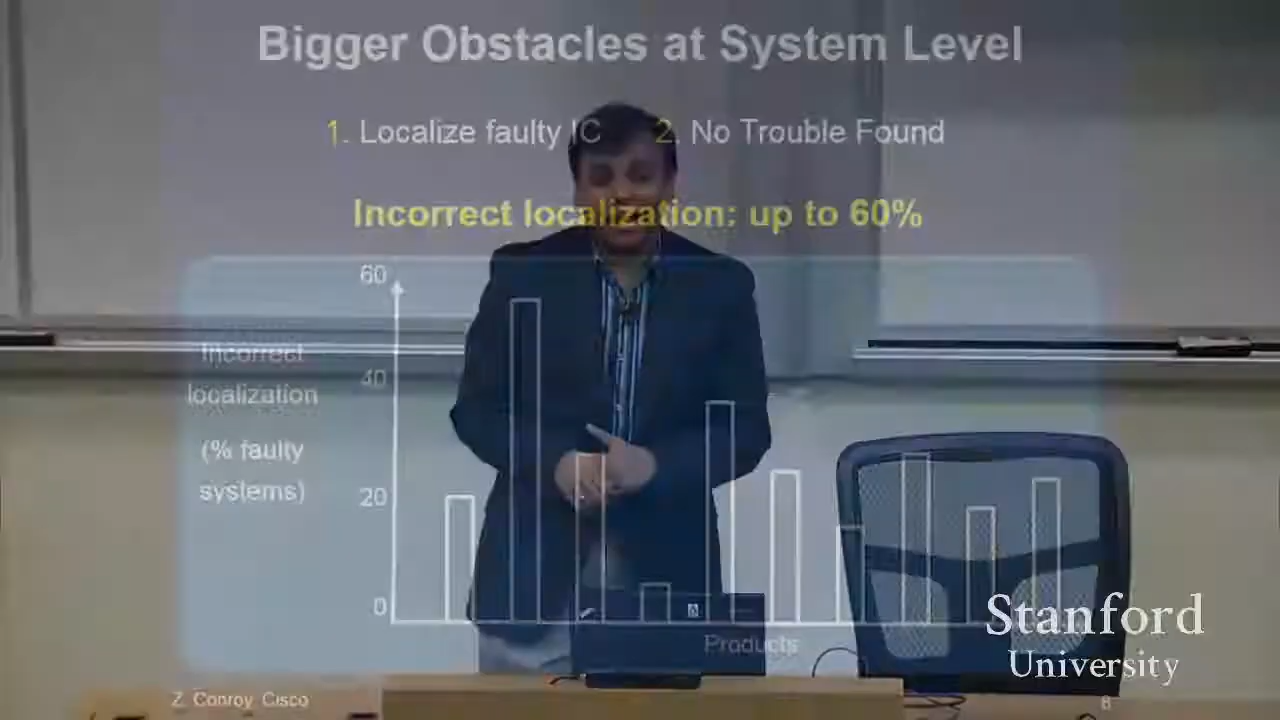 Bigger Obstacles at System Level
1. Localize faulty IC 2. No Trouble Found
Incorrect localization: up to 60%
60
Incorrect
localization
40
(% faulty
systems)
20
0
Products
Stanford
University
Z. Conroy, Cisco
8